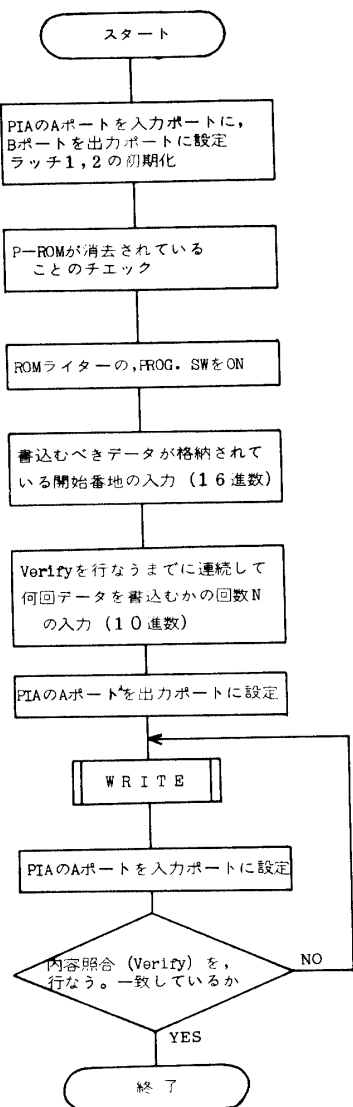 スタート
PIAのAポートを入力ポートに,
Bポートを出力ポートに設定
ラッチ1,2の初期化
P-ROMが消去されている
ことのチェック
ROMライターの,PROG. SWをON
書込むべきデータが格納されて
いる開始番地の入力 (16進数)
Verifyを行なうまでに連続して
何回データを書込むかの回数N
の入力 (10進数)
PIAのAポートを出力ポートに設定
WRITE
PIAのAポートを入力ポートに設定
内容照合 (Verify) を,
行なう。一致しているか
NO
YES
終了